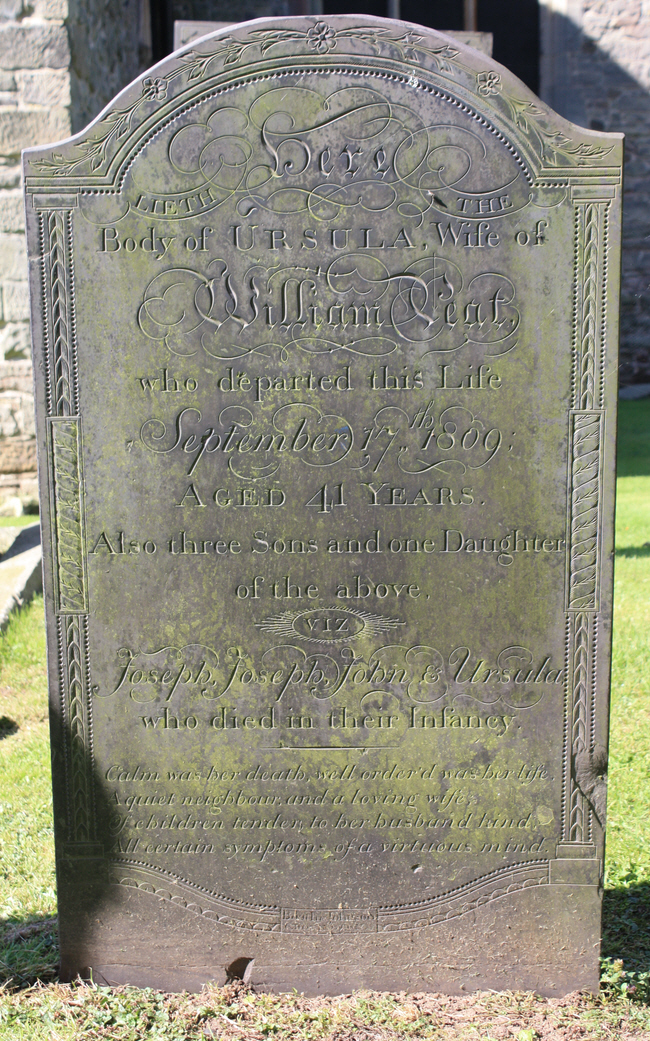 Here
LIETH THE
Body of URSULA, Wife of
William Peat,
who departed this Life
September 17th 1809;
AGED 41 YEARS.
Also three Sons and one Daughter
of the above,
VIZ
Joseph, Joseph, John & Ursula,
who died in their Infancy.
Calm was her death, well order'd was her life,
A quiet neighbour, and a loving wife,
Of children tender, to her husband kind,
All certain symptoms of a virtuous mind.